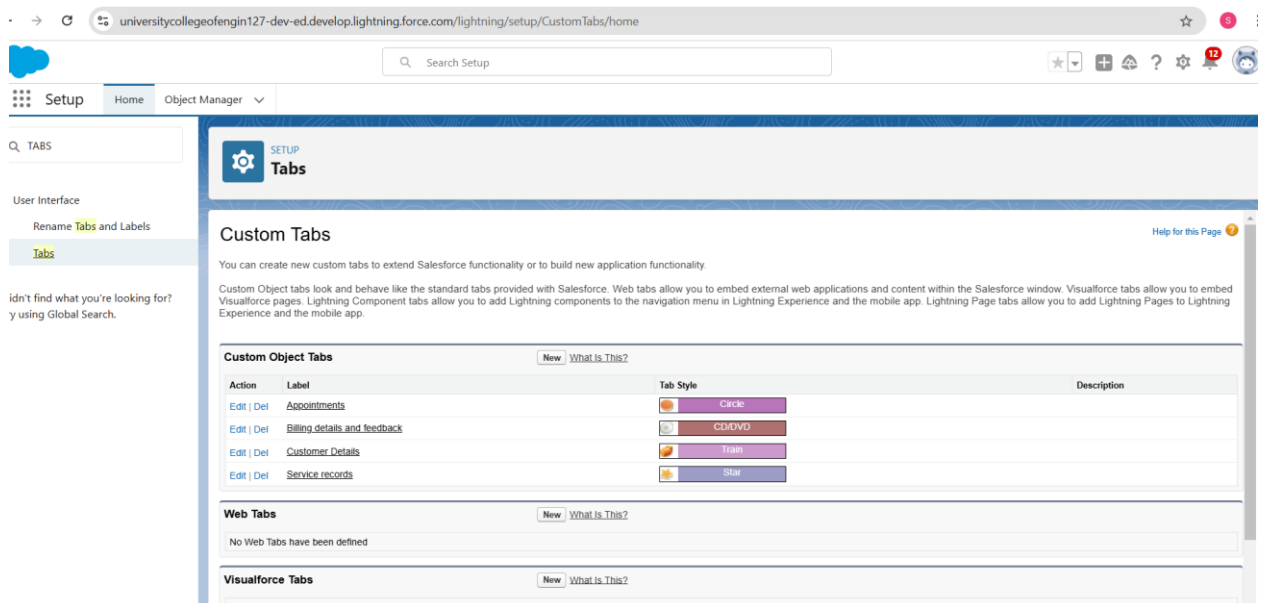 universitycollegeofengin127-dev-ed.develop.lightning.force.com/lightning/setup/CustomTabs/home
S
Search Setup
12
Setup Home Object Manager
TABS
SETUP
Tabs
User Interface
Rename Tabs and Labels
Tabs
idn't find what you're looking for?
y using Global Search.
Custom Tabs
Help for this Page
You can create new custom tabs to extend Salesforce functionality or to build new application functionality.
Custom Object tabs look and behave like the standard tabs provided with Salesforce. Web tabs allow you to embed external web applications and content within the Salesforce window. Visualforce tabs allow you to embed
Visualforce pages. Lightning Component tabs allow you to add Lightning components to the navigation menu in Lightning Experience and the mobile app. Lightning Page tabs allow you to add Lightning Pages to Lightning
Experience and the mobile app.
Custom Object Tabs New What Is This?
Action Label Tab Style Description
Edit | Del Appointments Circle
Edit | Del Billing details and feedback CD/DVD
Edit | Del Customer Details Train
Edit | Del Service records Star
Web Tabs New What Is This?
No Web Tabs have been defined
Visualforce Tabs New What Is This?